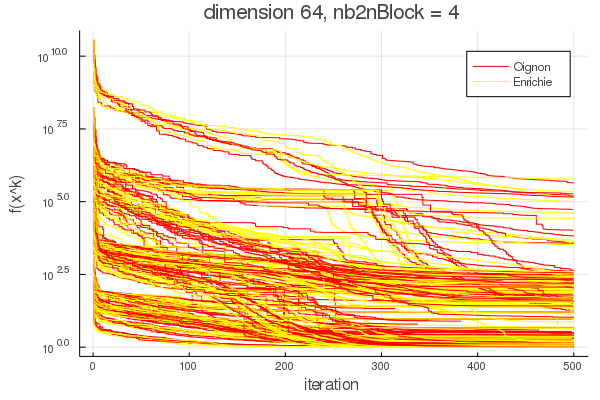 dimension 64, nb2nBlock = 4
Oignon
Enrichie
f(x^k)
10^10.0
10^7.5
10^5.0
10^2.5
10^0.0
0 100 200 300 400 500
iteration